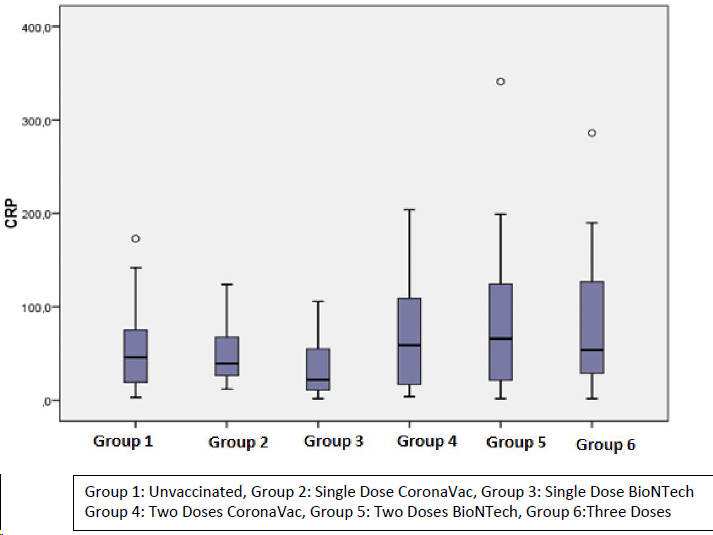 400,0
300,0
200,0
100,0
,0
CRP
Group 1 Group 2 Group 3 Group 4 Group 5 Group 6
Group 1: Unvaccinated, Group 2: Single Dose CoronaVac, Group 3: Single Dose BioNTech
Group 4: Two Doses CoronaVac, Group 5: Two Doses BioNTech, Group 6:Three Doses